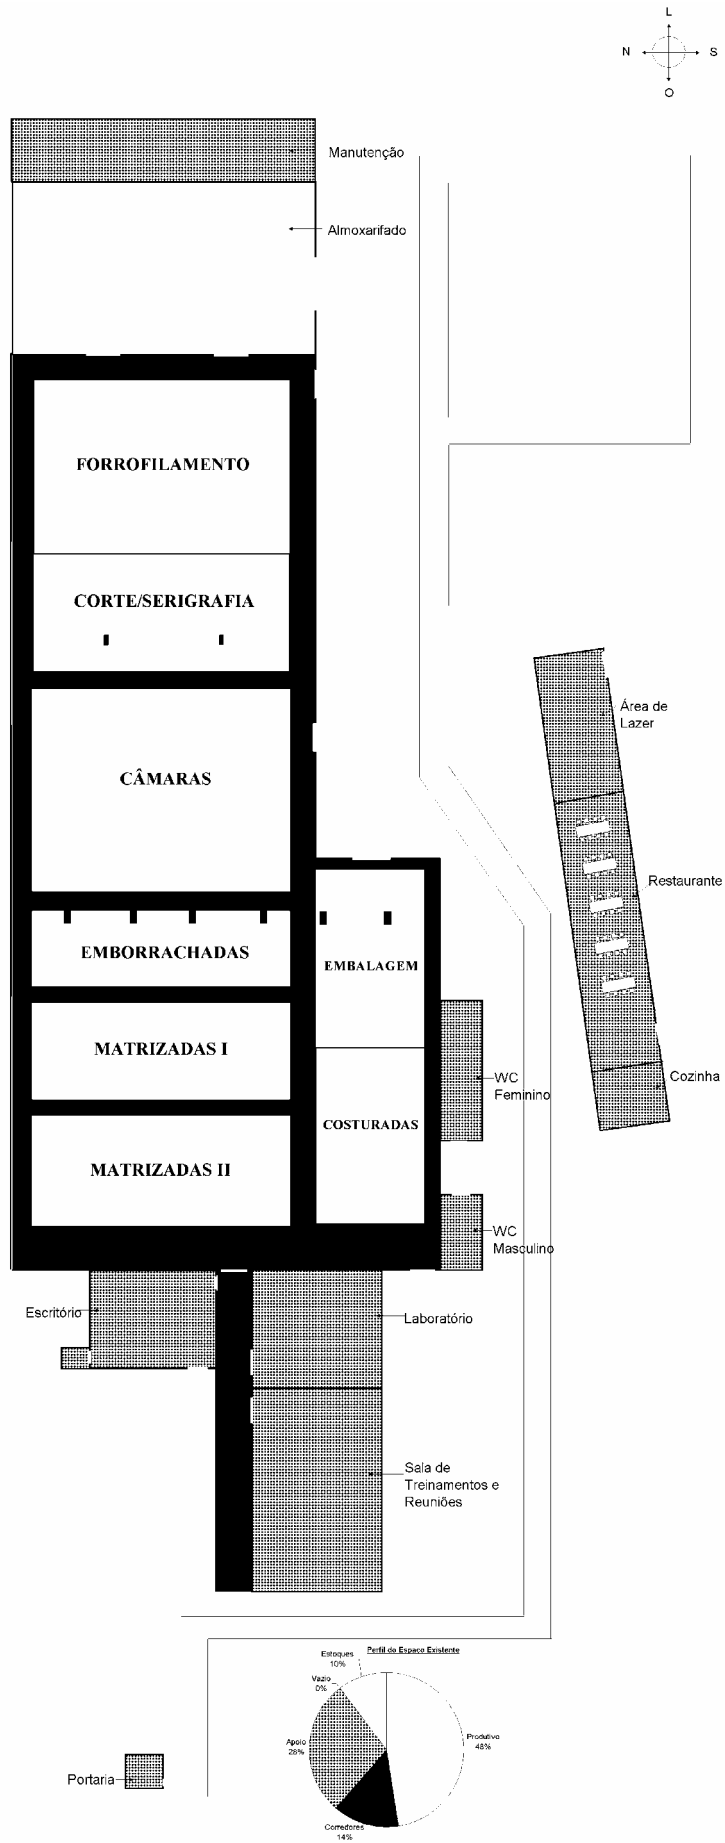 L
N
S
O
Manutenção
Almoxarifado
FORROFILAMENTO
CORTE/SERIGRAFIA
Área de
Lazer
CÂMARAS
Restaurante
EMBORRACHADAS
EMBALAGEM
MATRIZADAS I
WC
Feminino
Cozinha
COSTURADAS
MATRIZADAS II
WC
Masculino
Escritório
Laboratório
Sala de
Treinamentos e
Reuniões
Perfil do Espaço Existente
Estoques
10%
Vazio
0%
Produtivo
48%
Apoio
28%
Portaria
Corredores
14%